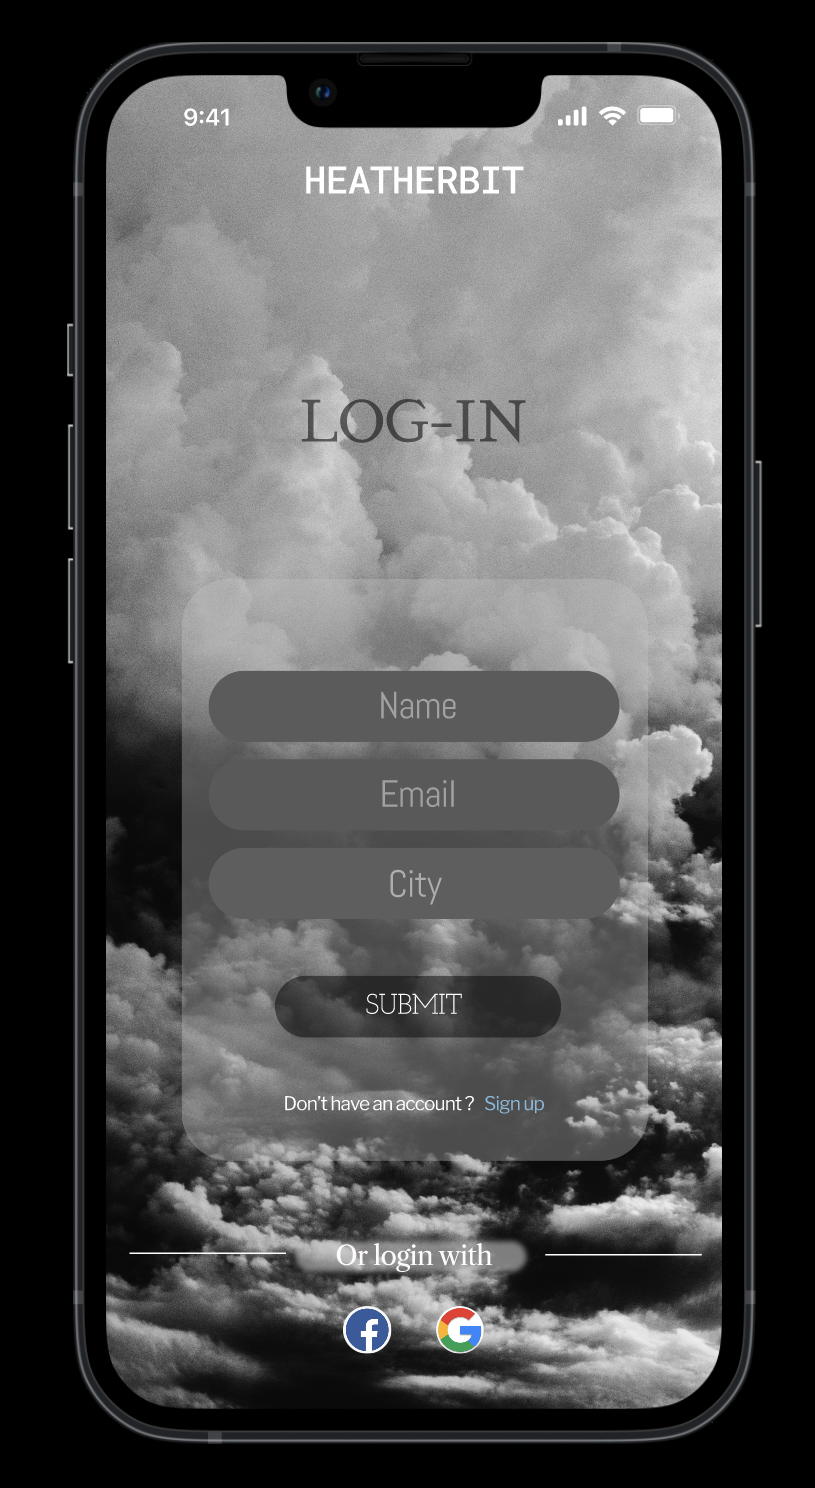 9:41
HEATHERBIT
LOG-IN
Name
Email
City
SUBMIT
Don't have an account ? Sign up
Or login with